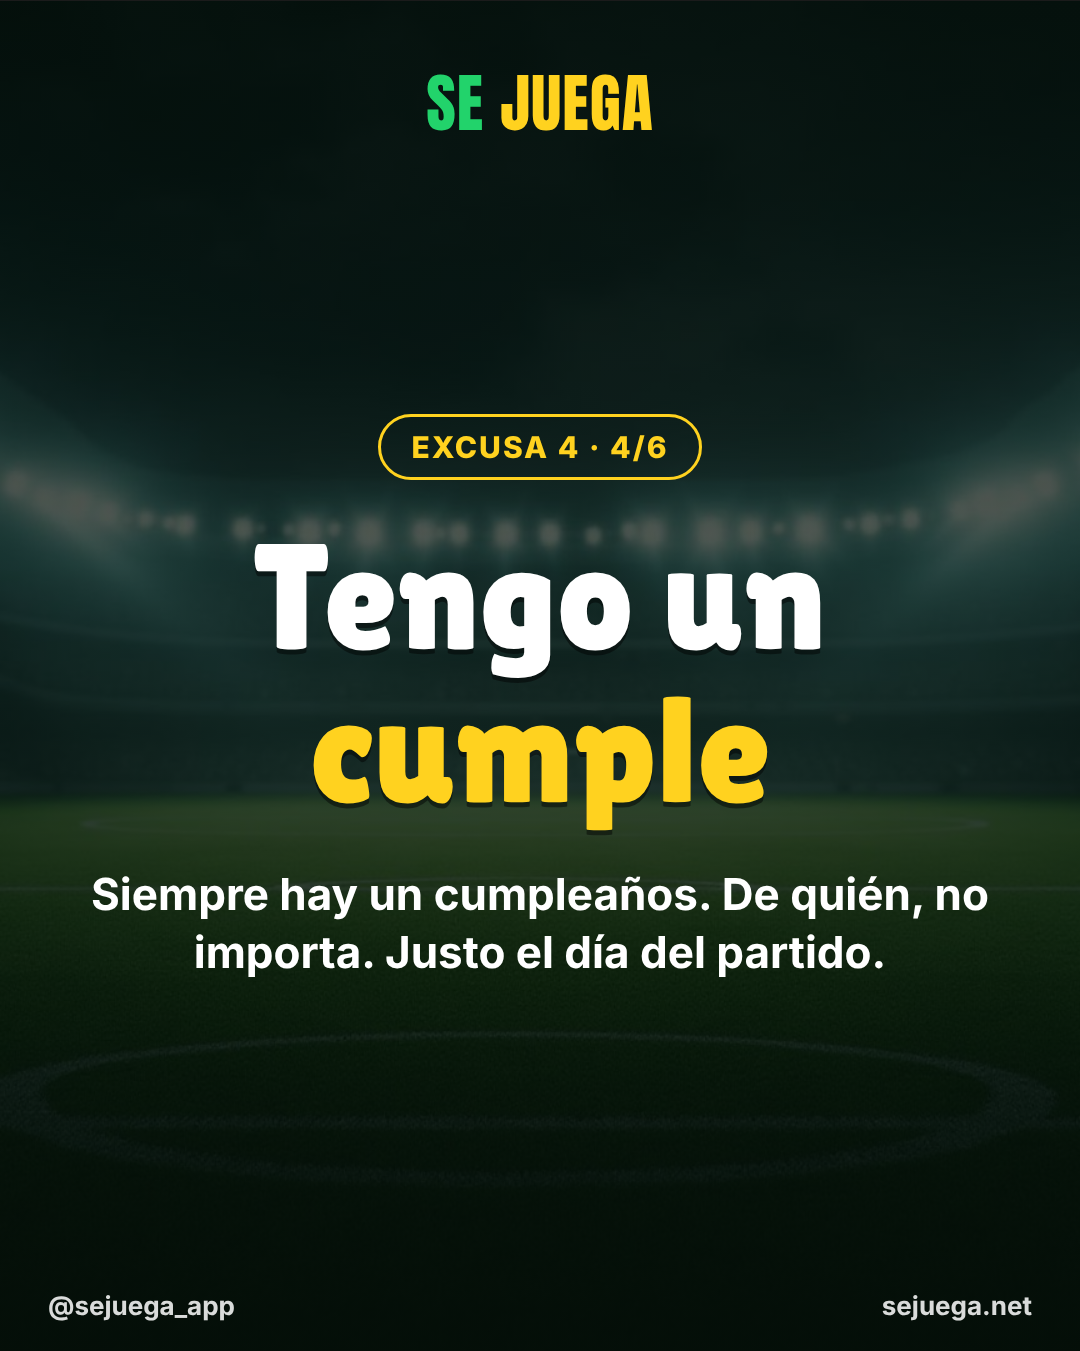 SE JUEGA
EXCUSA 4 · 4/6
Tengo un
cumple
Siempre hay un cumpleaños. De quién, no
importa. Justo el día del partido.
@sejuega_app
sejuega.net